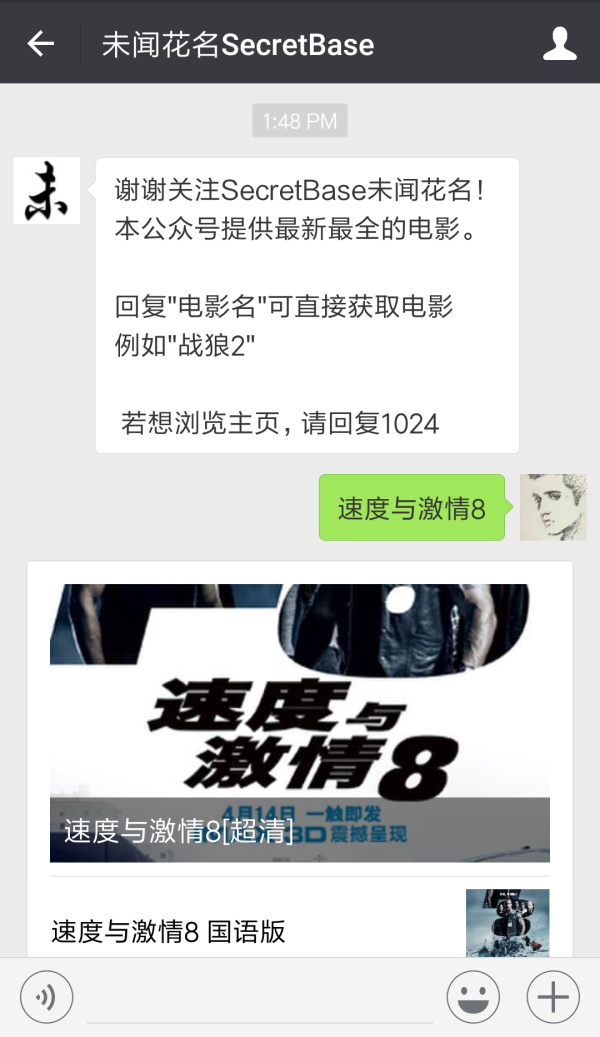 未闻花名SecretBase
1:48 PM
未
谢谢关注SecretBase未闻花名！
本公众号提供最新最全的电影。
回复"电影名"可直接获取电影
例如"战狼2"
若想浏览主页，请回复1024
速度与激情8
速度与
激情8
4月14日 一触即发
3D震撼呈现
速度与激情8[超清]
速度与激情8 国语版